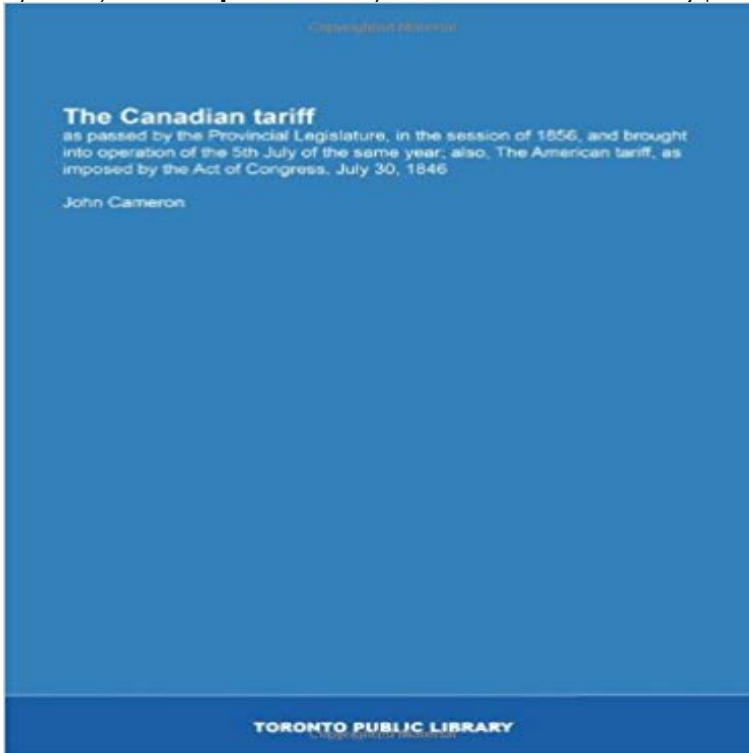 Copyrighted Material
The Canadian tariff
as passed by the Provincial Legislature, in the session of 1856, and brought
into operation of the 5th July of the same year; also, The American tariff, as
imposed by the Act of Congress, July 30, 1846
John Cameron
TORONTO PUBLIC LIBRARY
Copyrighted Material